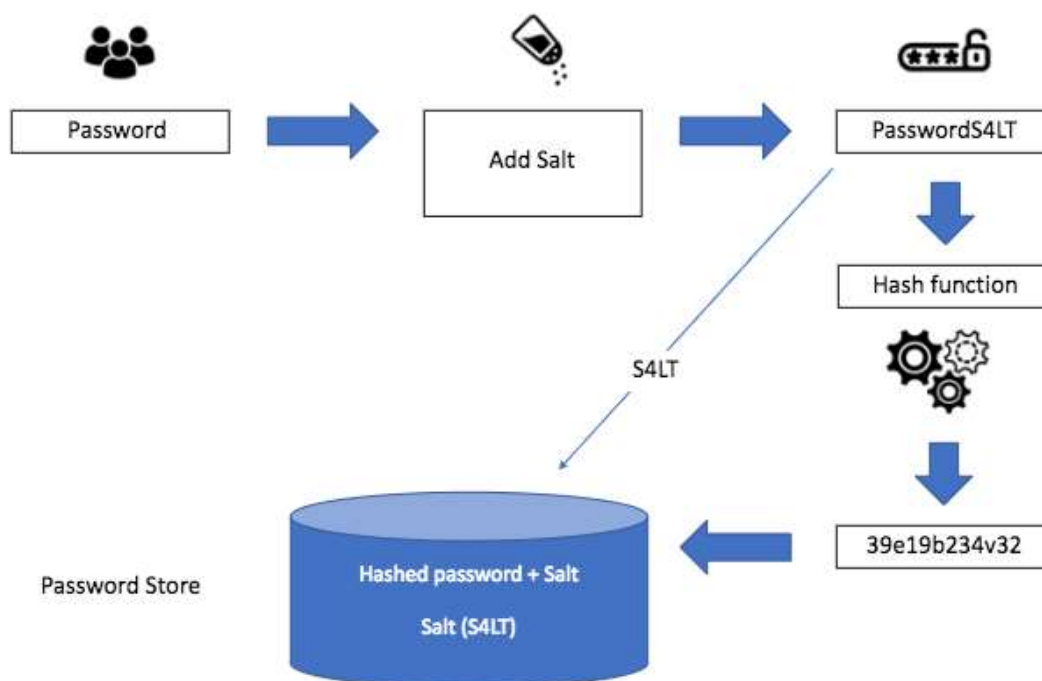 Password
Add Salt
PasswordS4LT
Hash function
S4LT
39e19b234v32
Password Store
Hashed password + Salt
Salt (S4LT)